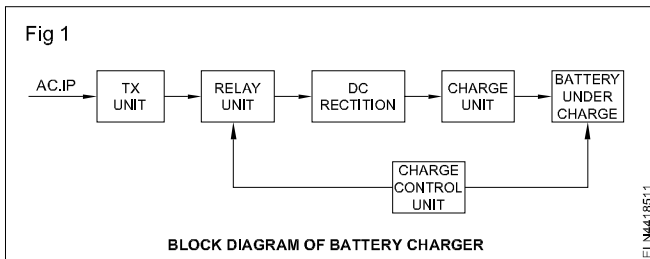 Fig 1
AC.IP
TX
UNIT
RELAY
UNIT
DC
RECTITION
CHARGE
UNIT
BATTERY
UNDER
CHARGE
CHARGE
CONTROL
UNIT
BLOCK DIAGRAM OF BATTERY CHARGER
ELN4418511